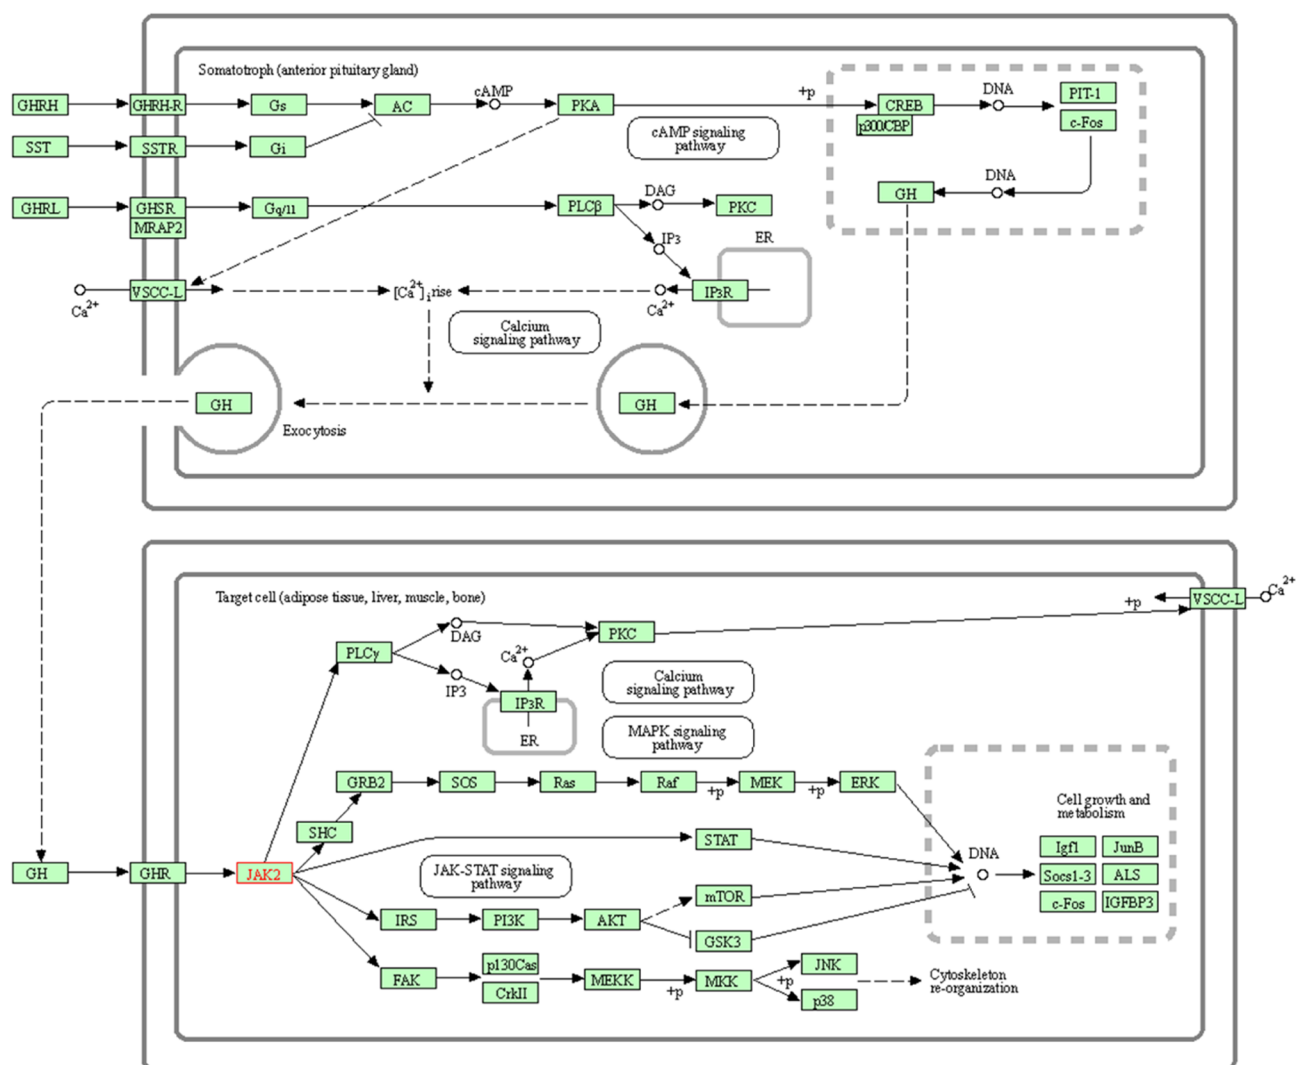 Somatotroph (anterior pituitary gland)
GHRH
GHRH-R
Gs
AC
cAMP
PKA
+p
CREB
p300/CBP
DNA
PIT-1
c-Fos
SST
SSTR
Gi
cAMP signaling
pathway
GHRL
GHSR
MRAP2
Gq/11
PLCβ
DAG
PKC
IP3
GH
DNA
ER
Ca2+
VSCC-L
[Ca2+]i rise
Ca2+
IP3R
Calcium
signaling pathway
GH
Exocytosis
GH
Target cell (adipose tissue, liver, muscle, bone)
+p
VSCC-L
Ca2+
PLCγ
DAG
PKC
Ca2+
IP3
IP3R
ER
Calcium
signaling pathway
MAPK signaling
pathway
GRB2
SOS
Ras
Raf
+p
MEK
+p
ERK
SHC
STAT
DNA
Cell growth and
metabolism
Igf1
JunB
Socs1-3
ALS
c-Fos
IGFBP3
GH
GHR
JAK2
JAK-STAT signaling
pathway
IRS
PI3K
AKT
mTOR
GSK3
FAK
p130Cas
CrkII
MEKK
+p
MKK
+p
JNK
p38
Cytoskeleton
re-organization